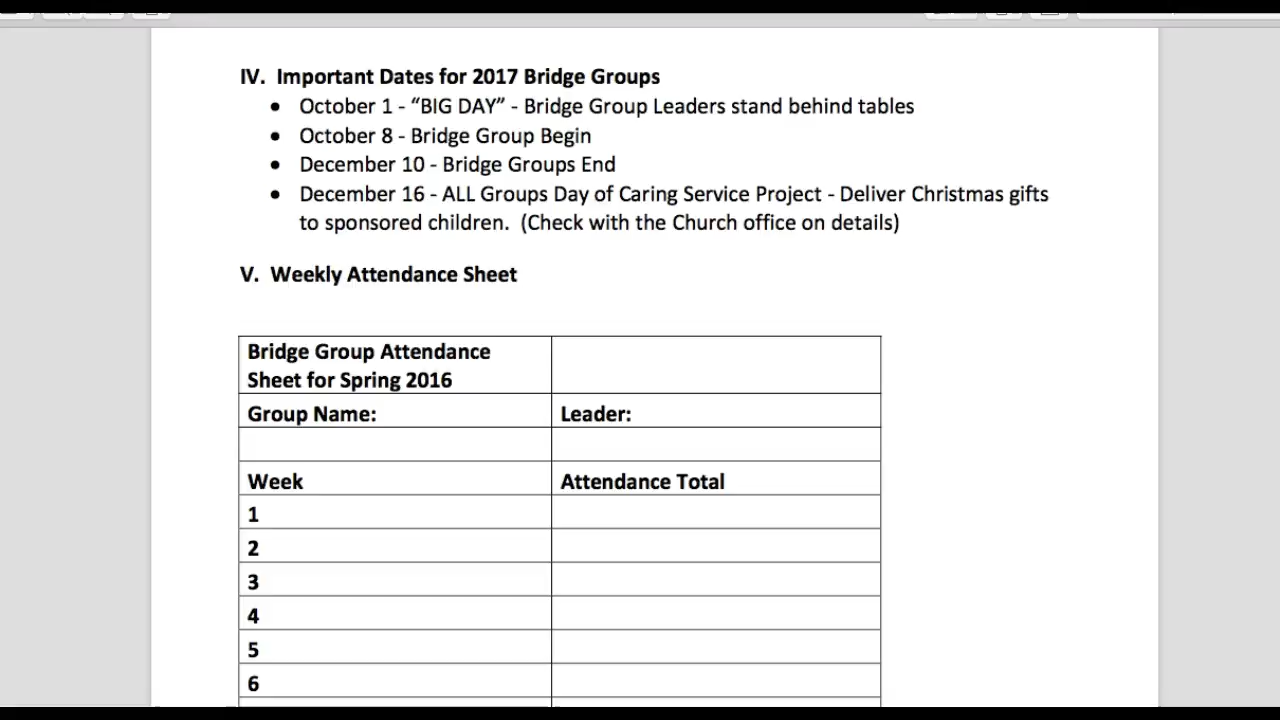 IV.  Important Dates for 2017 Bridge Groups
• October 1 - “BIG DAY” - Bridge Group Leaders stand behind tables
• October 8 - Bridge Group Begin
• December 10 - Bridge Groups End
• December 16 - ALL Groups Day of Caring Service Project - Deliver Christmas gifts
to sponsored children.  (Check with the Church office on details)
V.  Weekly Attendance Sheet
Bridge Group Attendance
Sheet for Spring 2016
Group Name: Leader:
Week Attendance Total
1
2
3
4
5
6